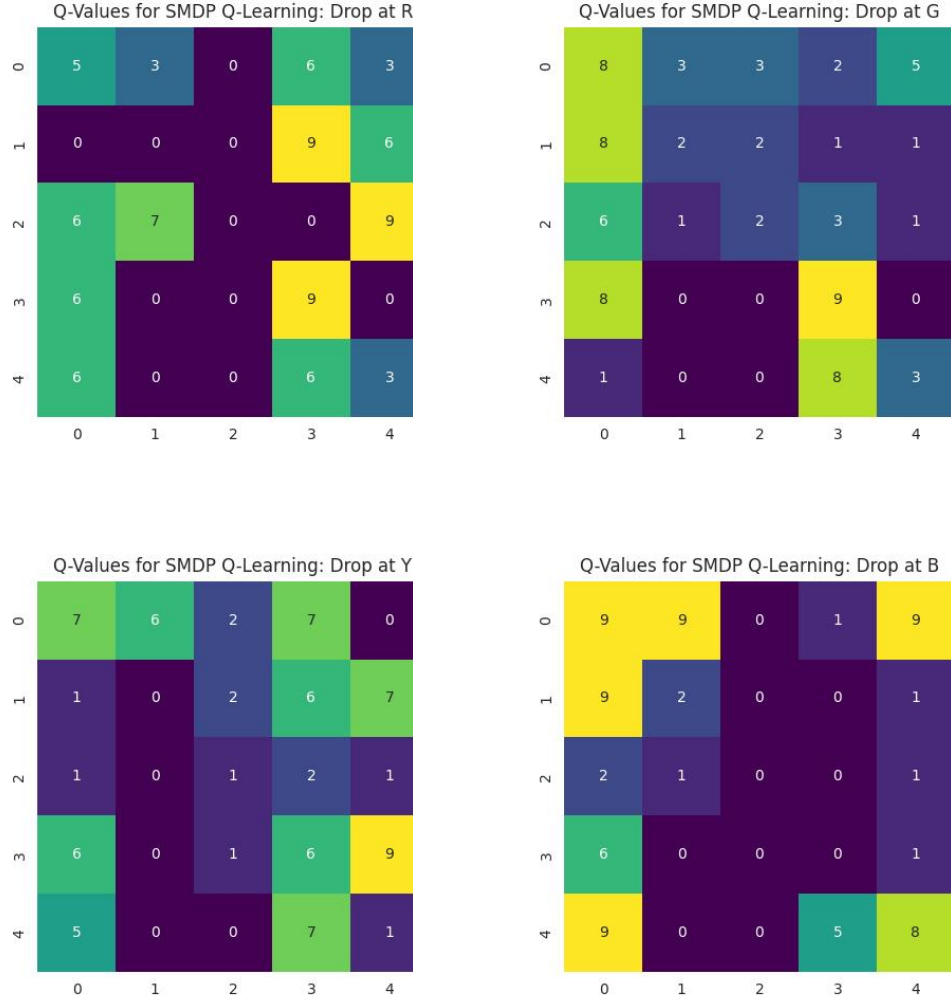 Q-Values for SMDP Q-Learning: Drop at R
0 5 3 0 6 3
1 0 0 0 9 6
2 6 7 0 0 9
3 6 0 0 9 0
4 6 0 0 6 3
0 1 2 3 4
Q-Values for SMDP Q-Learning: Drop at G
0 8 3 3 2 5
1 8 2 2 1 1
2 6 1 2 3 1
3 8 0 0 9 0
4 1 0 0 8 3
0 1 2 3 4
Q-Values for SMDP Q-Learning: Drop at Y
0 7 6 2 7 0
1 1 0 2 6 7
2 1 0 1 2 1
3 6 0 1 6 9
4 5 0 0 7 1
0 1 2 3 4
Q-Values for SMDP Q-Learning: Drop at B
0 9 9 0 1 9
1 9 2 0 0 1
2 2 1 0 0 1
3 6 0 0 0 1
4 9 0 0 5 8
0 1 2 3 4